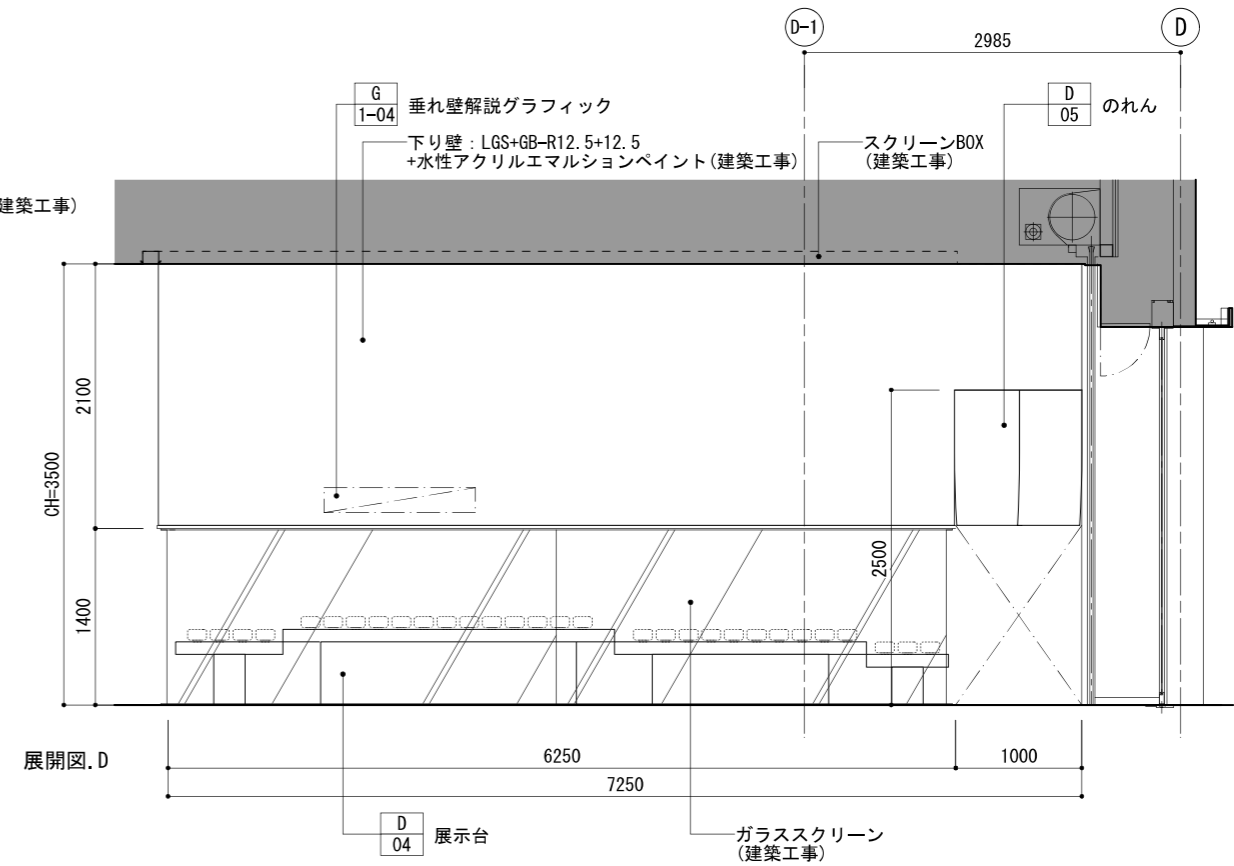 D-1
D
2985
G
1-04
垂れ壁解説グラフィック
D
05
のれん
下り壁：LGS+GB-R12.5+12.5
+水性アクリルエマルションペイント(建築工事)
スクリーンBOX
(建築工事)
建築工事)
CH=3500
2100
1400
2500
展開図.D
6250
1000
7250
D
04
展示台
ガラススクリーン
(建築工事)